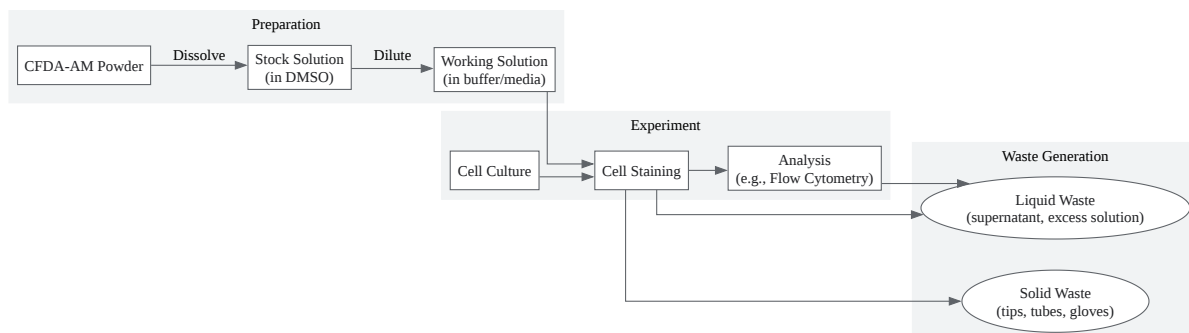 Preparation
CFDA-AM Powder
Dissolve
Stock Solution
(in DMSO)
Dilute
Working Solution
(in buffer/media)
Experiment
Cell Culture
Cell Staining
Analysis
(e.g., Flow Cytometry)
Waste Generation
Liquid Waste
(supernatant, excess solution)
Solid Waste
(tips, tubes, gloves)